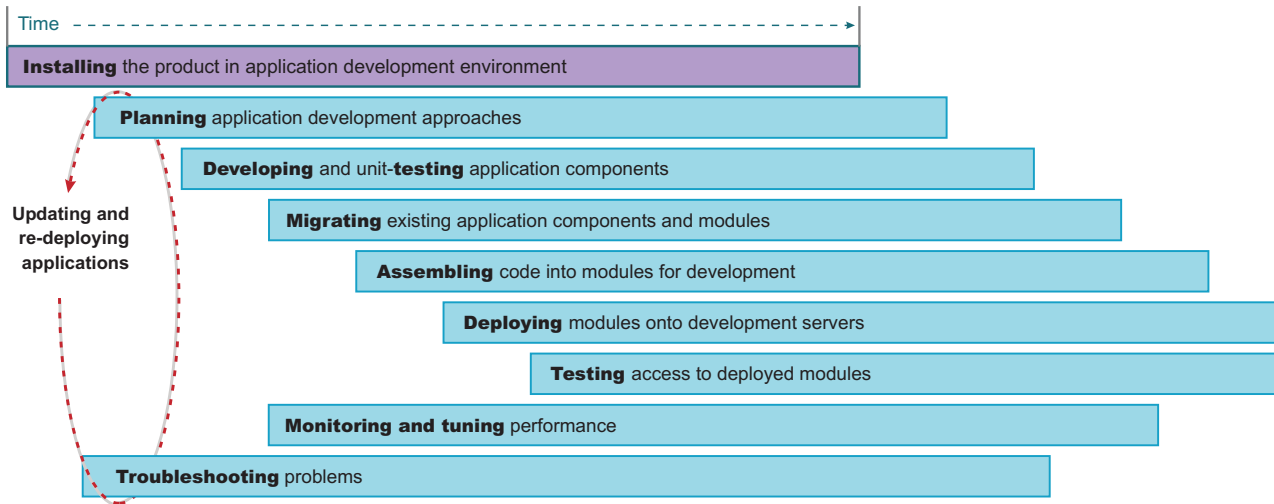 Time
Installing the product in application development environment
Planning application development approaches
Developing and unit-testing application components
Updating and
re-deploying
applications
Migrating existing application components and modules
Assembling code into modules for development
Deploying modules onto development servers
Testing access to deployed modules
Monitoring and tuning performance
Troubleshooting problems